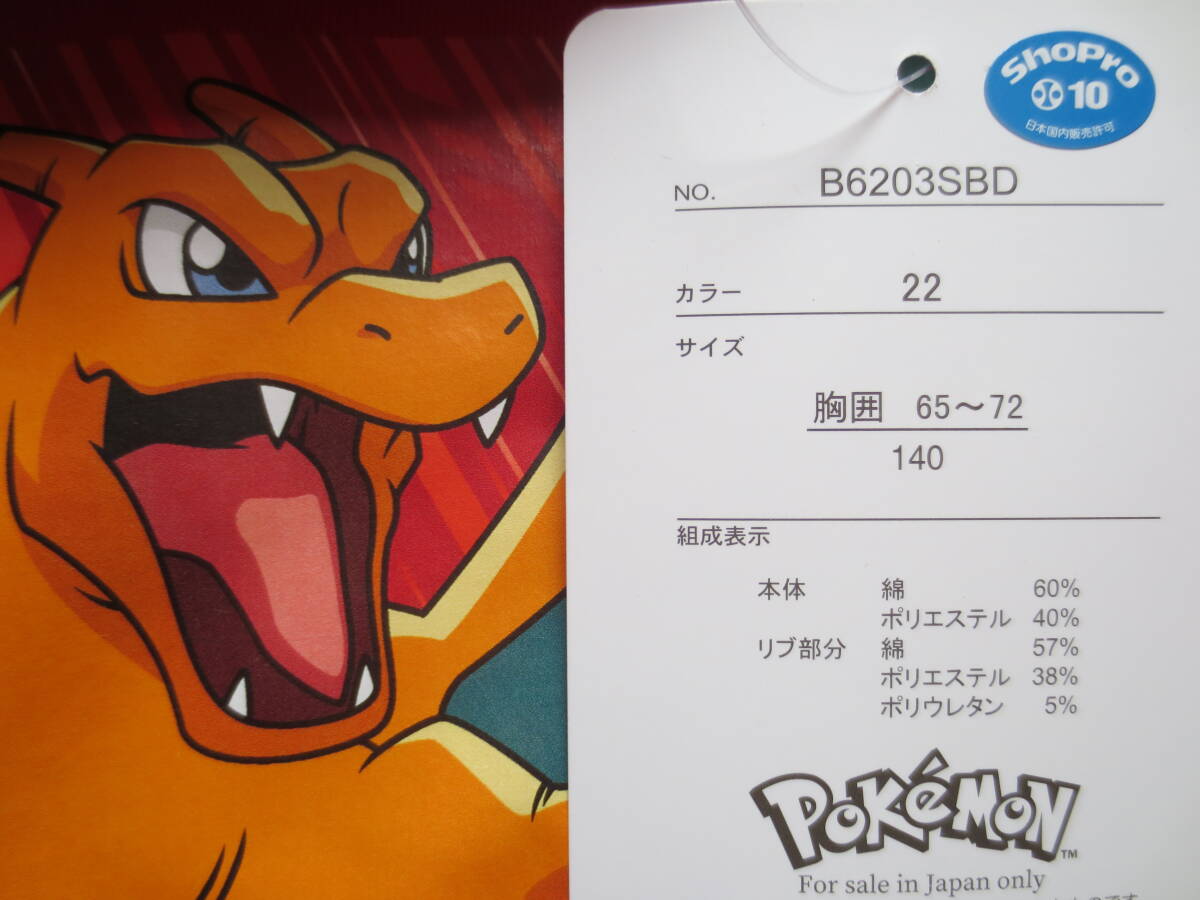 ShoPro
10
日本国内販売許可
NO. B6203SBD
カラー 22
サイズ
胸囲 65～72
140
組成表示
本体 綿 60%
ポリエステル 40%
リブ部分 綿 57%
ポリエステル 38%
ポリウレタン 5%
POKéMON™
For sale in Japan only